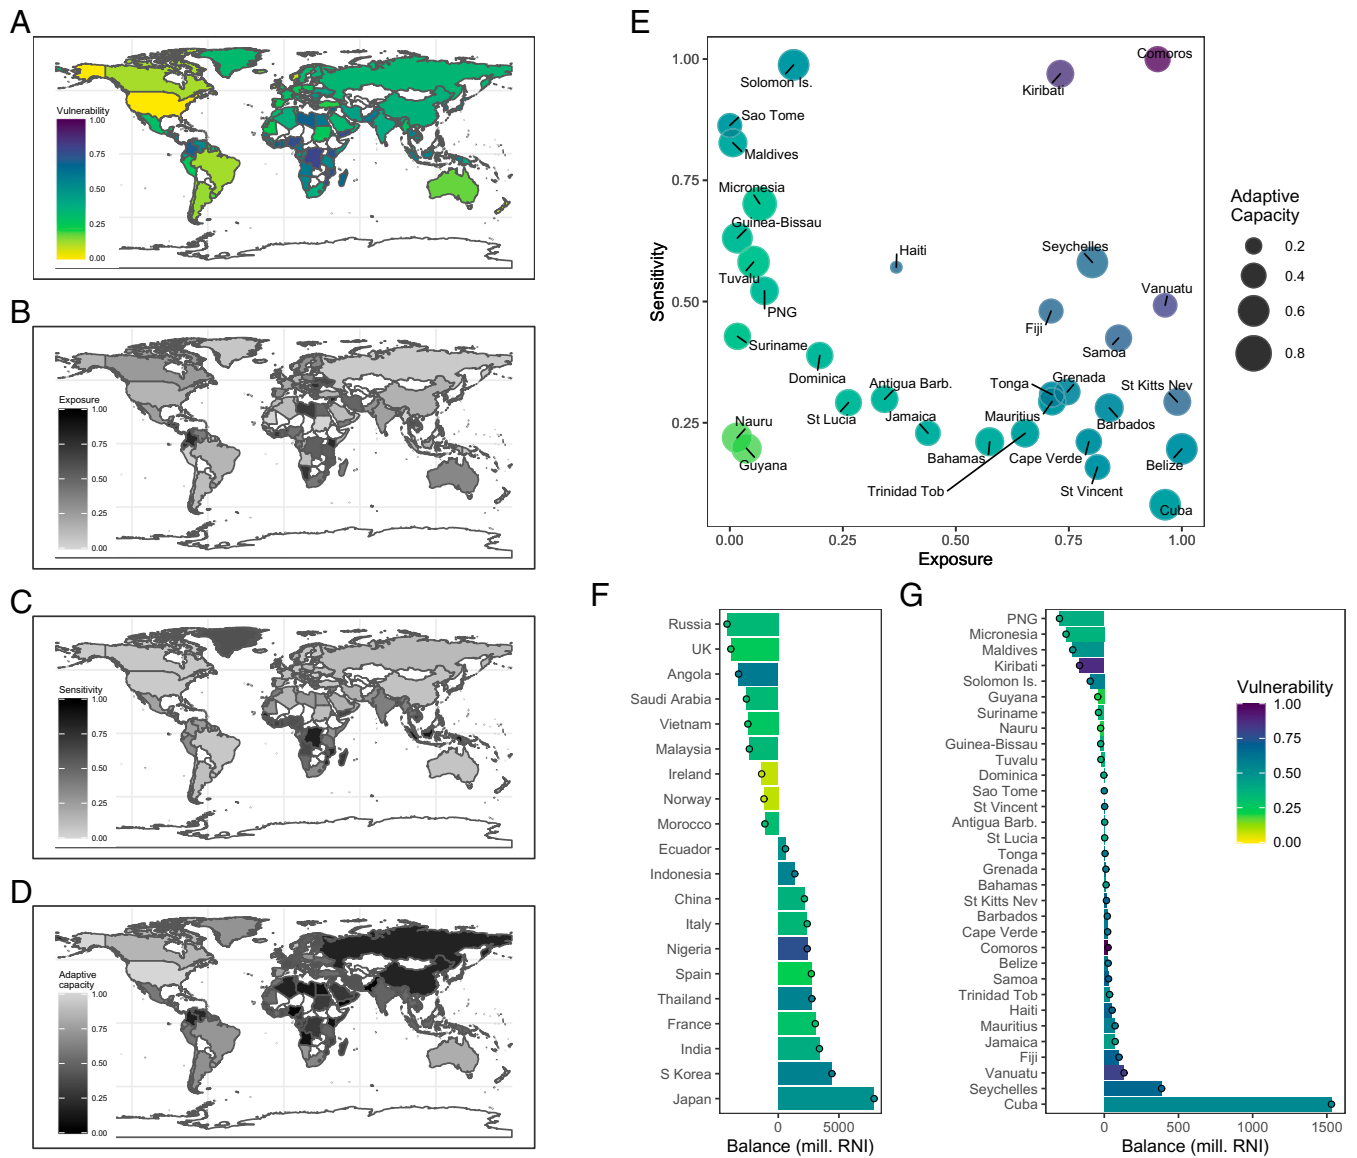 A
Vulnerability
1.00
0.75
0.50
0.25
0.00
B
Exposure
1.00
0.75
0.50
0.25
0.00
C
Sensitivity
1.00
0.75
0.50
0.25
0.00
D
Adaptive
capacity
1.00
0.75
0.50
0.25
0.00
E
Sensitivity
1.00
0.75
0.50
0.25
Comoros
Solomon Is.
Kiribati
Sao Tome
Maldives
Micronesia
Guinea-Bissau
Haiti
Seychelles
Tuvalu
Vanuatu
PNG
Fiji
Suriname
Samoa
Dominica
Antigua Barb.
Tonga
Grenada
St Kitts Nev
Nauru
St Lucia
Jamaica
Mauritius
Barbados
Guyana
Bahamas
Cape Verde
Belize
Trinidad Tob
St Vincent
Cuba
0.00
0.25
0.50
0.75
1.00
Exposure
Adaptive
Capacity
0.2
0.4
0.6
0.8
F
Russia
UK
Angola
Saudi Arabia
Vietnam
Malaysia
Ireland
Norway
Morocco
Ecuador
Indonesia
China
Italy
Nigeria
Spain
Thailand
France
India
S Korea
Japan
0
5000
Balance (mill. RNI)
G
PNG
Micronesia
Maldives
Kiribati
Solomon Is.
Guyana
Suriname
Nauru
Guinea-Bissau
Tuvalu
Dominica
Sao Tome
St Vincent
Antigua Barb.
St Lucia
Tonga
Grenada
Bahamas
St Kitts Nev
Barbados
Cape Verde
Comoros
Belize
Samoa
Trinidad Tob
Haiti
Mauritius
Jamaica
Fiji
Vanuatu
Seychelles
Cuba
0
500
1000
1500
Balance (mill. RNI)
Vulnerability
1.00
0.75
0.50
0.25
0.00